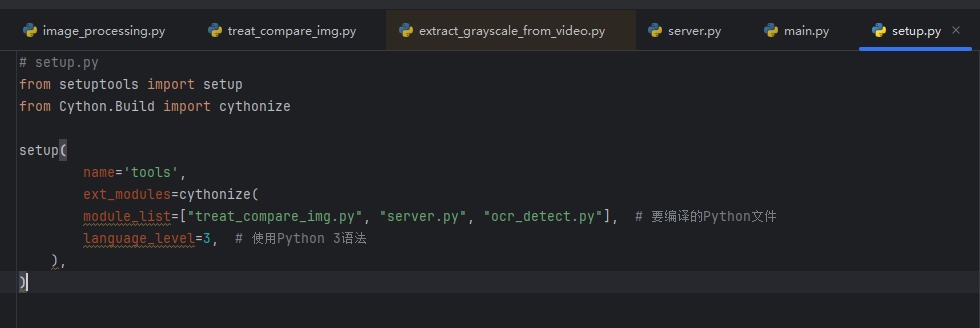 image_processing.py treat_compare_img.py extract_grayscale_from_video.py server.py main.py setup.py
# setup.py
from setuptools import setup
from Cython.Build import cythonize
setup(
name='tools',
ext_modules=cythonize(
module_list=["treat_compare_img.py", "server.py", "ocr_detect.py"], # 要编译的Python文件
language_level=3, # 使用Python 3语法
),
)